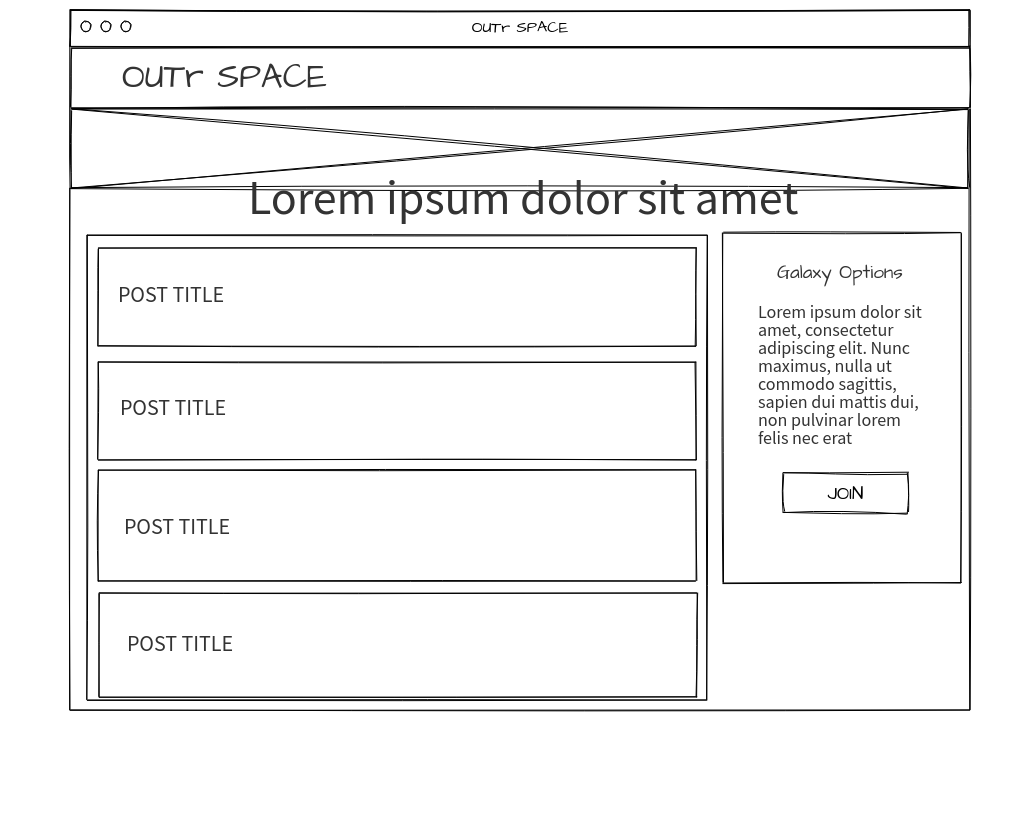 OUTr SPACE
OUTr SPACE
Lorem ipsum dolor sit amet
POST TITLE
POST TITLE
POST TITLE
POST TITLE
Galaxy Options
Lorem ipsum dolor sit
amet, consectetur
adipiscing elit. Nunc
maximus, nulla ut
commodo sagittis,
sapien dui mattis dui,
non pulvinar lorem
felis nec erat
JOIN